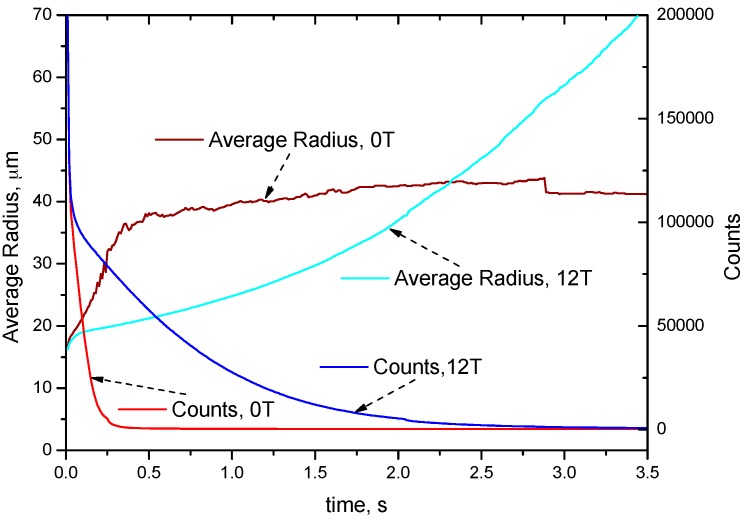 70
60
50
40
30
20
10
0
Average Radius, μm
200000
150000
100000
50000
0
Counts
Average Radius, 0T
Average Radius, 12T
Counts,12T
Counts, 0T
0.0 0.5 1.0 1.5 2.0 2.5 3.0 3.5
time, s